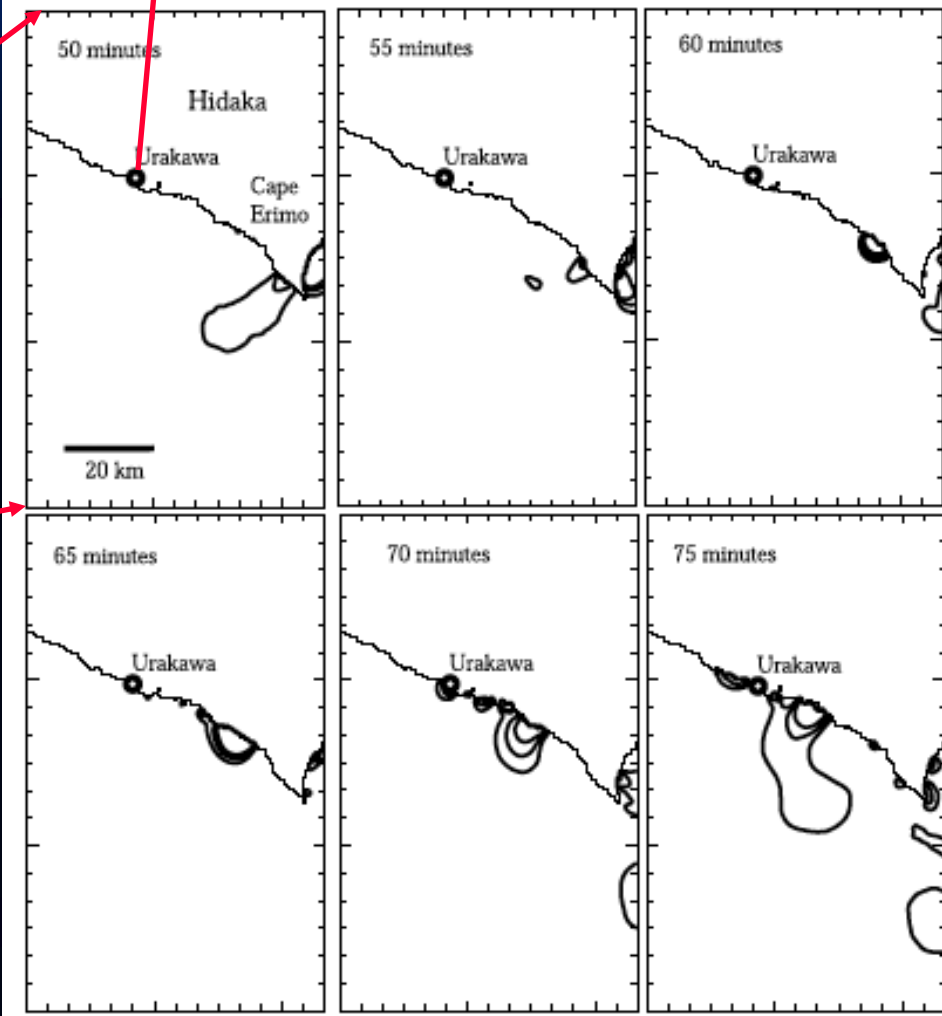 50 minutes
Hidaka
Urakawa
Cape
Erimo
20 km
55 minutes
Urakawa
60 minutes
Urakawa
65 minutes
Urakawa
70 minutes
Urakawa
75 minutes
Urakawa